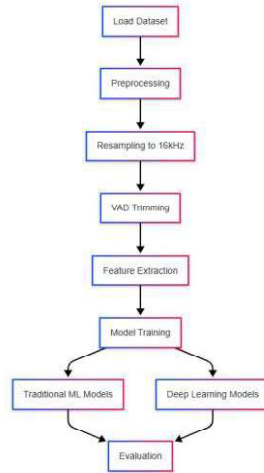 Load Dataset
Preprocessing
Resampling to 16kHz
VAD Trimming
Feature Extraction
Model Training
Traditional ML Models
Deep Learning Models
Evaluation